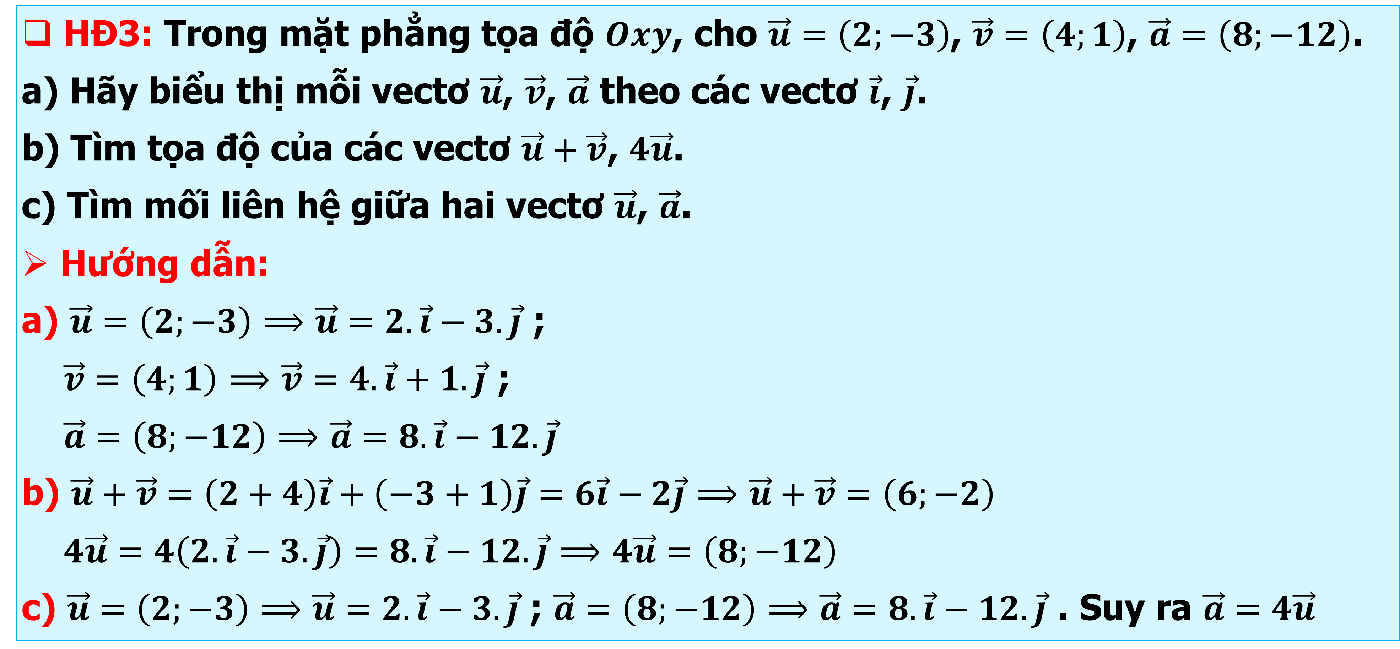 ❑ HĐ3: Trong mặt phẳng tọa độ Oxy, cho u⃗ = (2; −3), v⃗ = (4; 1), a⃗ = (8; −12).
a) Hãy biểu thị mỗi vectơ u⃗, v⃗, a⃗ theo các vectơ i⃗, j⃗.
b) Tìm tọa độ của các vectơ u⃗ + v⃗, 4u⃗.
c) Tìm mối liên hệ giữa hai vectơ u⃗, a⃗.
➢ Hướng dẫn:
a) u⃗ = (2; −3) ⟹ u⃗ = 2. i⃗ − 3. j⃗ ;
v⃗ = (4; 1) ⟹ v⃗ = 4. i⃗ + 1. j⃗ ;
a⃗ = (8; −12) ⟹ a⃗ = 8. i⃗ − 12. j⃗
b) u⃗ + v⃗ = (2 + 4)i⃗ + (−3 + 1)j⃗ = 6i⃗ − 2j⃗ ⟹ u⃗ + v⃗ = (6; −2)
4u⃗ = 4(2. i⃗ − 3. j⃗) = 8. i⃗ − 12. j⃗ ⟹ 4u⃗ = (8; −12)
c) u⃗ = (2; −3) ⟹ u⃗ = 2. i⃗ − 3. j⃗ ; a⃗ = (8; −12) ⟹ a⃗ = 8. i⃗ − 12. j⃗ . Suy ra a⃗ = 4u⃗